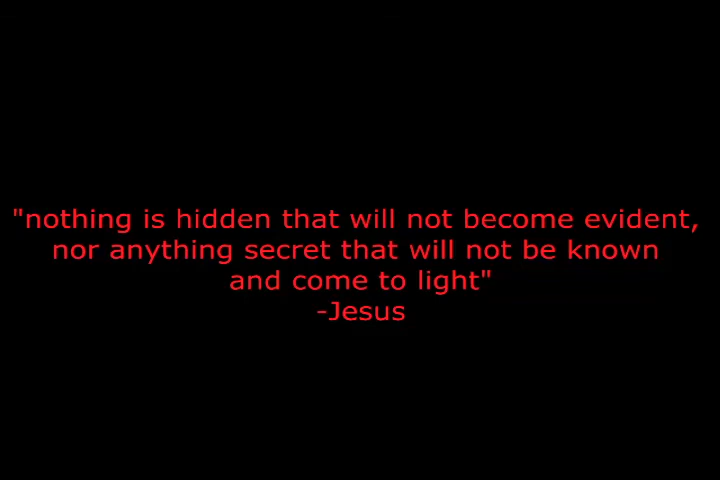 "nothing is hidden that will not become evident,
nor anything secret that will not be known
and come to light"
-Jesus